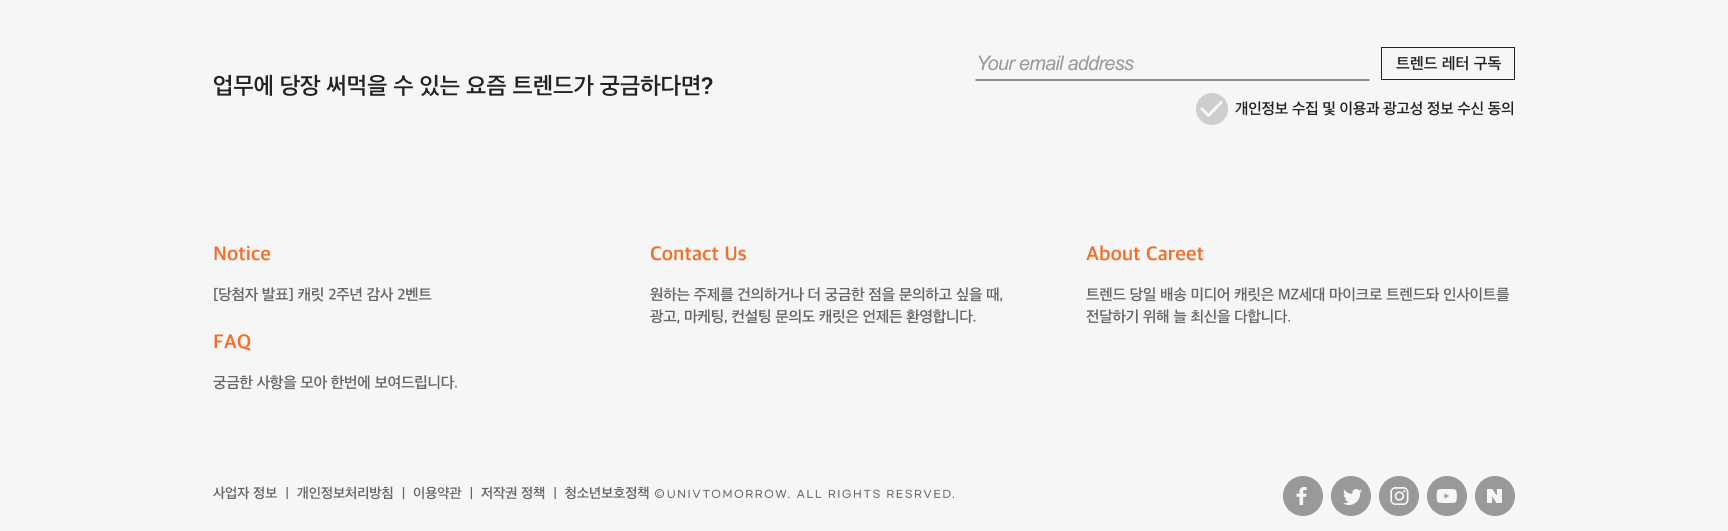 업무에 당장 써먹을 수 있는 요즘 트렌드가 궁금하다면?
Your email address
트렌드 레터 구독
개인정보 수집 및 이용과 광고성 정보 수신 동의
Notice
[당첨자 발표] 캐릿 2주년 감사 2벤트
FAQ
궁금한 사항을 모아 한번에 보여드립니다.
Contact Us
원하는 주제를 건의하거나 더 궁금한 점을 문의하고 싶을 때,
광고, 마케팅, 컨설팅 문의도 캐릿은 언제든 환영합니다.
About Careet
트렌드 당일 배송 미디어 캐릿은 MZ세대 마이크로 트렌드돠 인사이트를
전달하기 위해 늘 최신을 다합니다.
사업자 정보 | 개인정보처리방침 | 이용약관 | 저작권 정책 | 청소년보호정책 ©UNIVTOMORROW. ALL RIGHTS RESRVED.